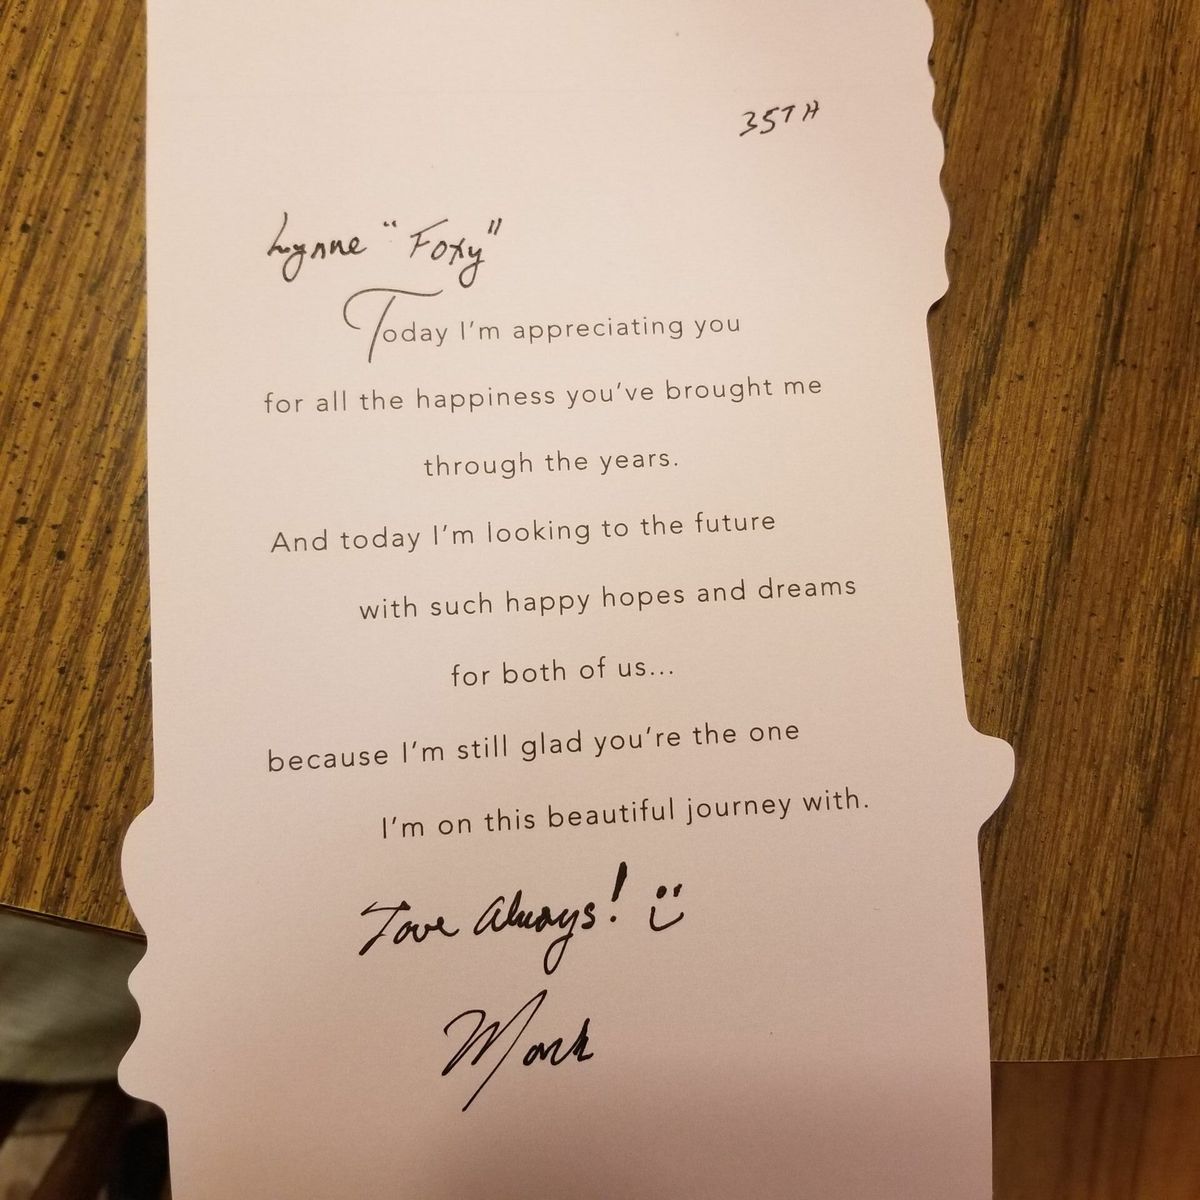 35TH
Lynne "Foxy"
Today I'm appreciating you
for all the happiness you've brought me
through the years.
And today I'm looking to the future
with such happy hopes and dreams
for both of us...
because I'm still glad you're the one
I'm on this beautiful journey with.
Love Always! :)
Mark